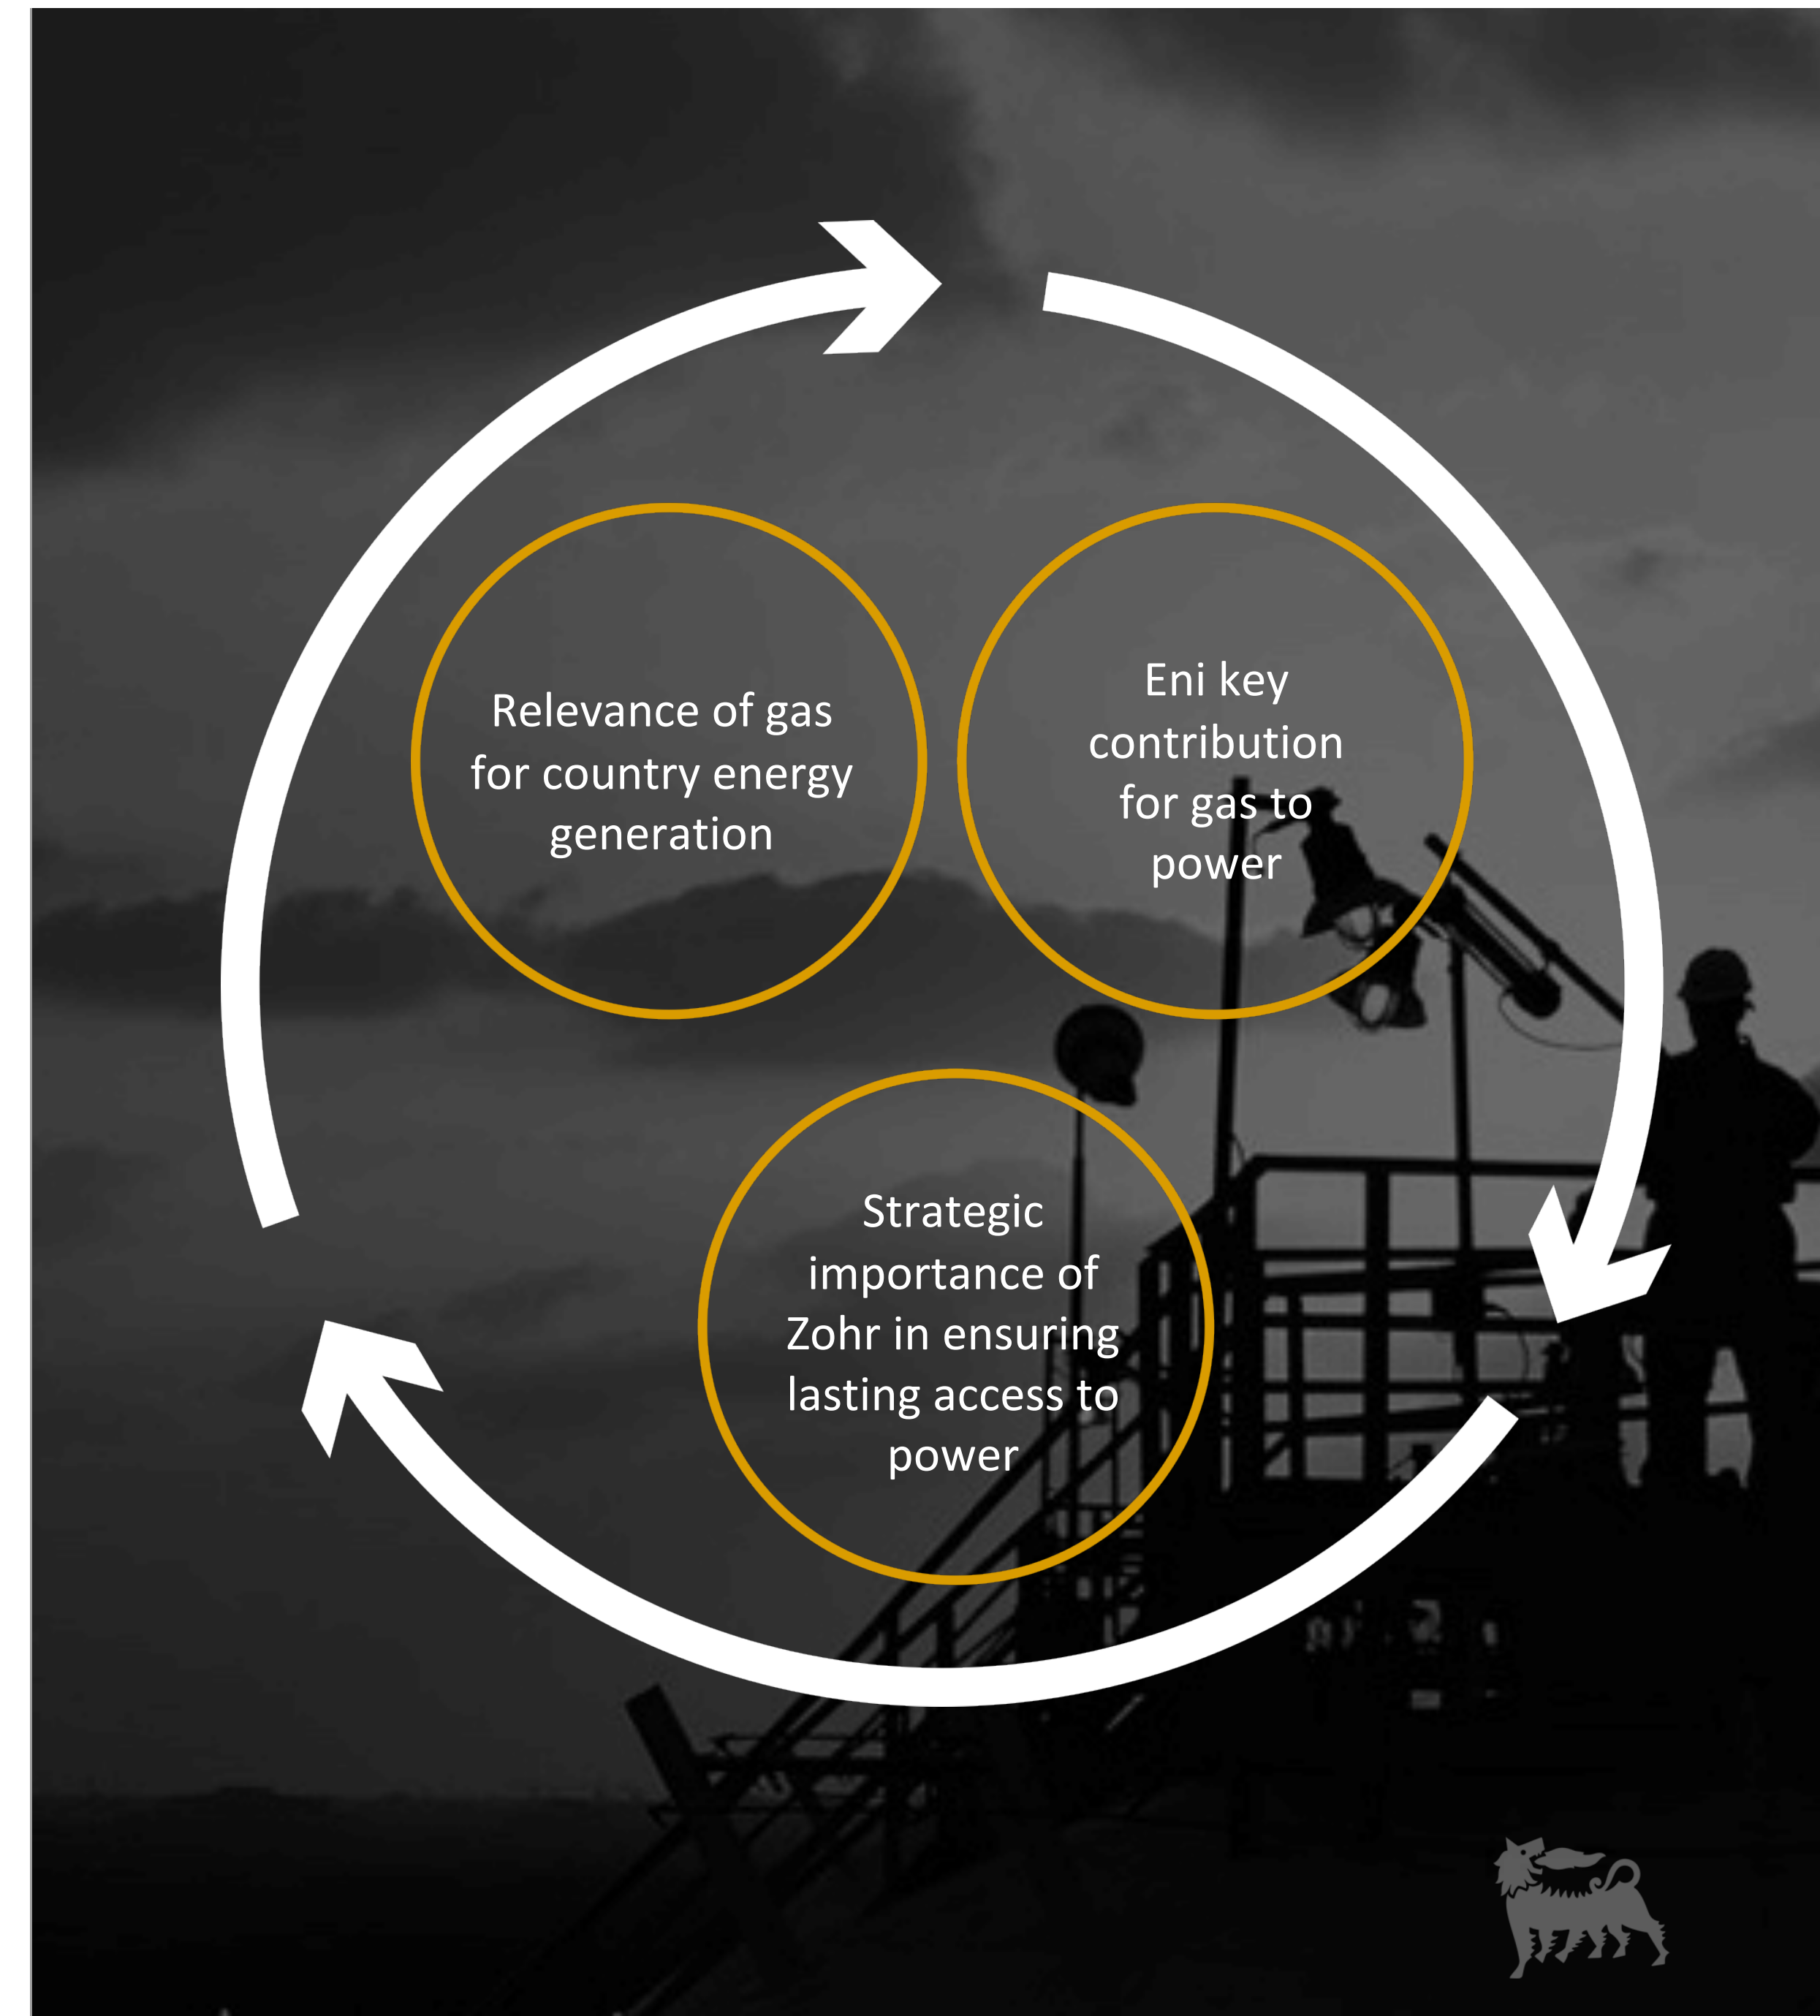 Relevance of gas
for country energy
generation
Eni key
contribution
for gas to
power
Strategic
importance of
Zohr in ensuring
lasting access to
power